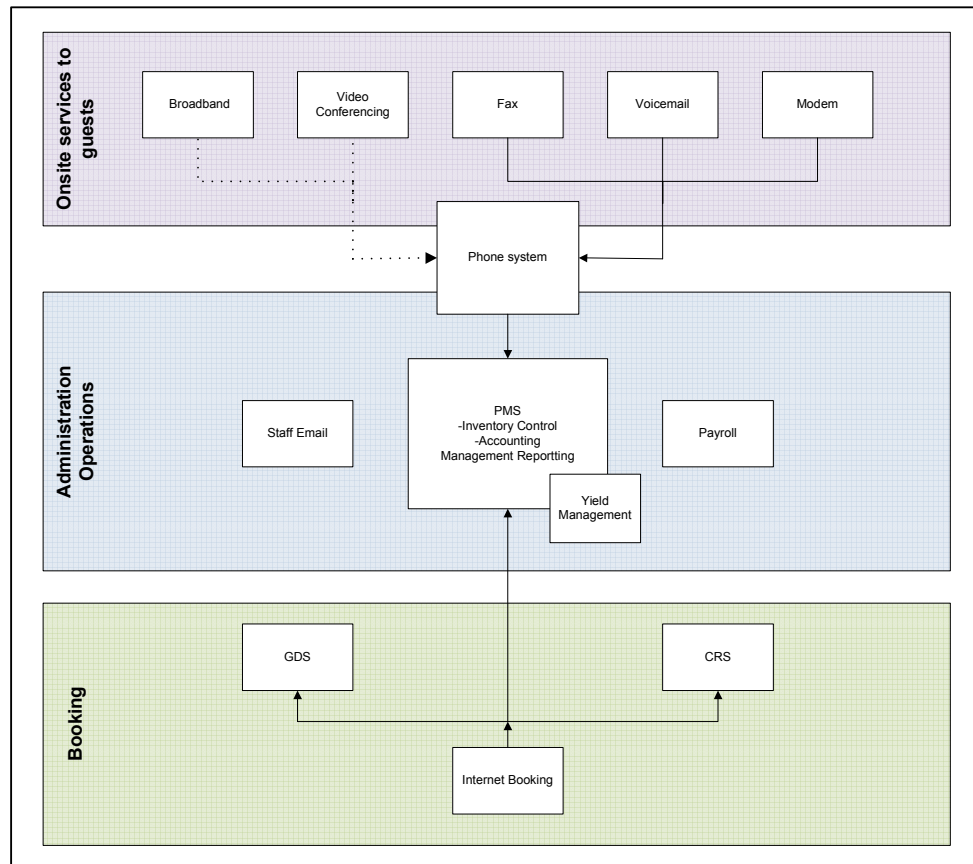 Onsite services to
guests
Broadband
Video
Conferencing
Fax
Voicemail
Modem
Phone system
Administration
Operations
Staff Email
PMS
-Inventory Control
-Accounting
Management Reportting
Payroll
Yield
Management
Booking
GDS
CRS
Internet Booking